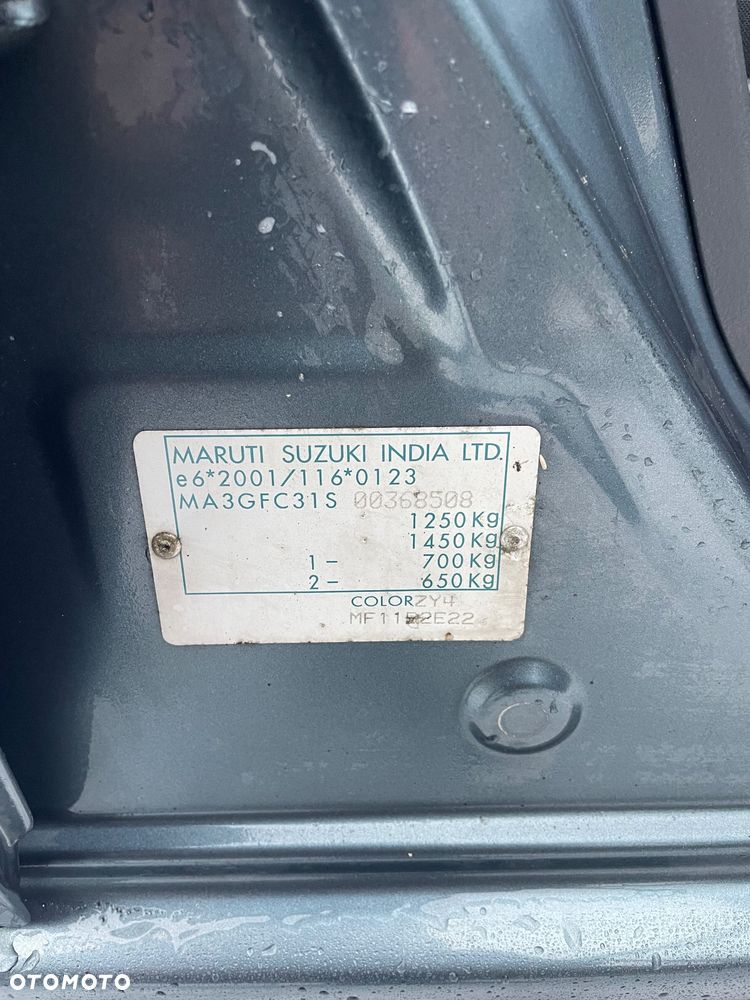 MARUTI SUZUKI INDIA LTD.
e6*2001/116*0123
MA3GFC31S 00368508
1250Kg
1450Kg
1- 700Kg
2- 650Kg
COLOR ZY4
OTOMOTO